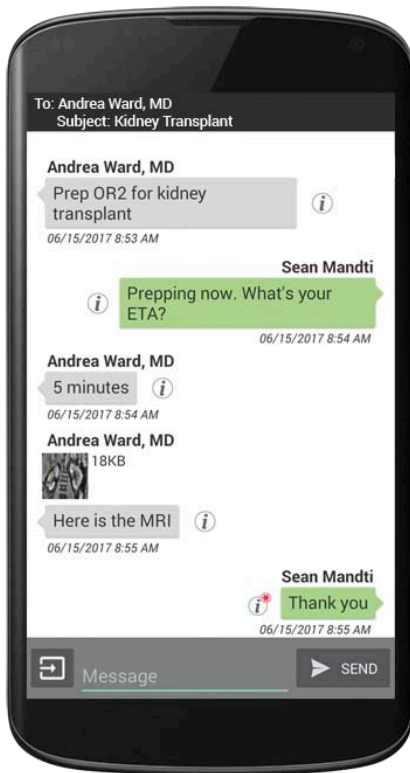 To: Andrea Ward, MD
Subject: Kidney Transplant
Andrea Ward, MD
Prep OR2 for kidney
transplant
i
06/15/2017 8:53 AM
Sean Mandti
i
Prepping now. What's your
ETA?
06/15/2017 8:54 AM
Andrea Ward, MD
5 minutes
i
06/15/2017 8:54 AM
Andrea Ward, MD
18KB
Here is the MRI
i
06/15/2017 8:55 AM
Sean Mandti
i*
Thank you
06/15/2017 8:55 AM
Message
SEND